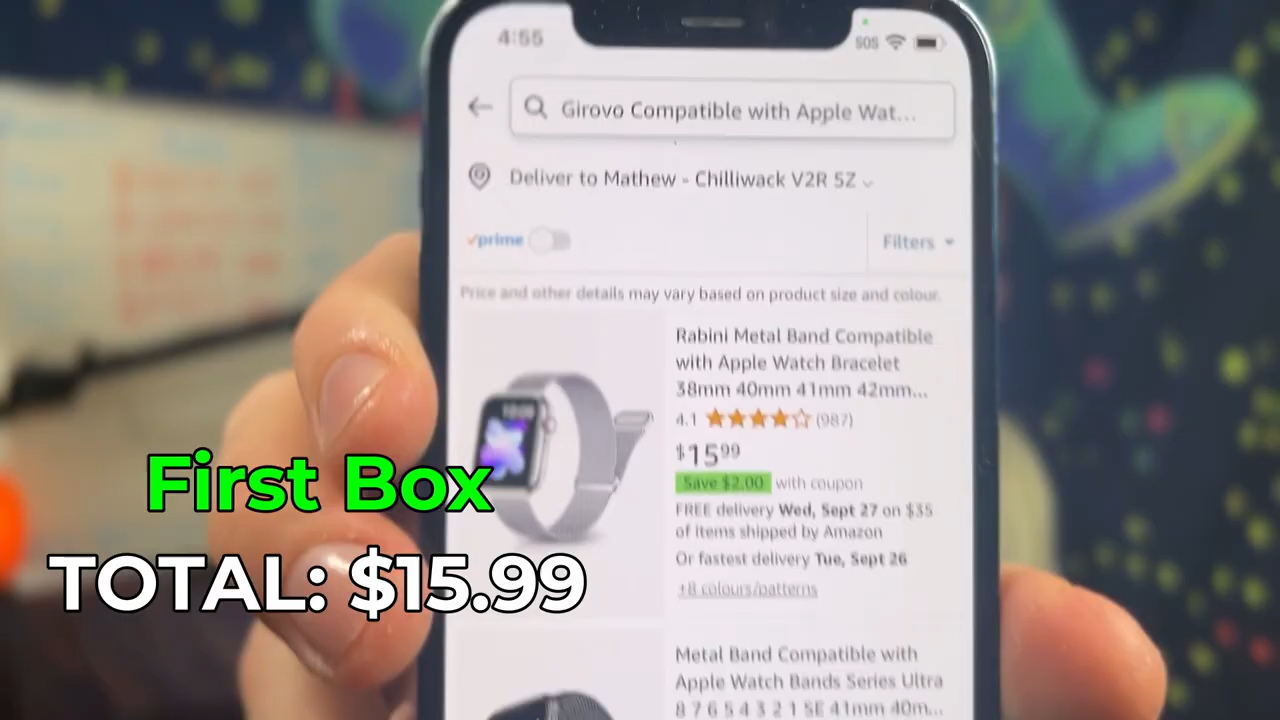 4:55
SOS
Girovo Compatible with Apple Wat...
Deliver to Mathew - Chilliwack V2R 5Z
prime
Filters
Price and other details may vary based on product size and colour.
Rabini Metal Band Compatible
with Apple Watch Bracelet
38mm 40mm 41mm 42mm...
4.1 (987)
$15 99
Save $2.00 with coupon
FREE delivery Wed, Sept 27 on $35
of items shipped by Amazon
Or fastest delivery Tue, Sept 26
+8 colours/patterns
Metal Band Compatible with
Apple Watch Bands Series Ultra
8 7 6 5 4 3 2 1 SE 41mm 40m...
First Box
TOTAL: $15.99